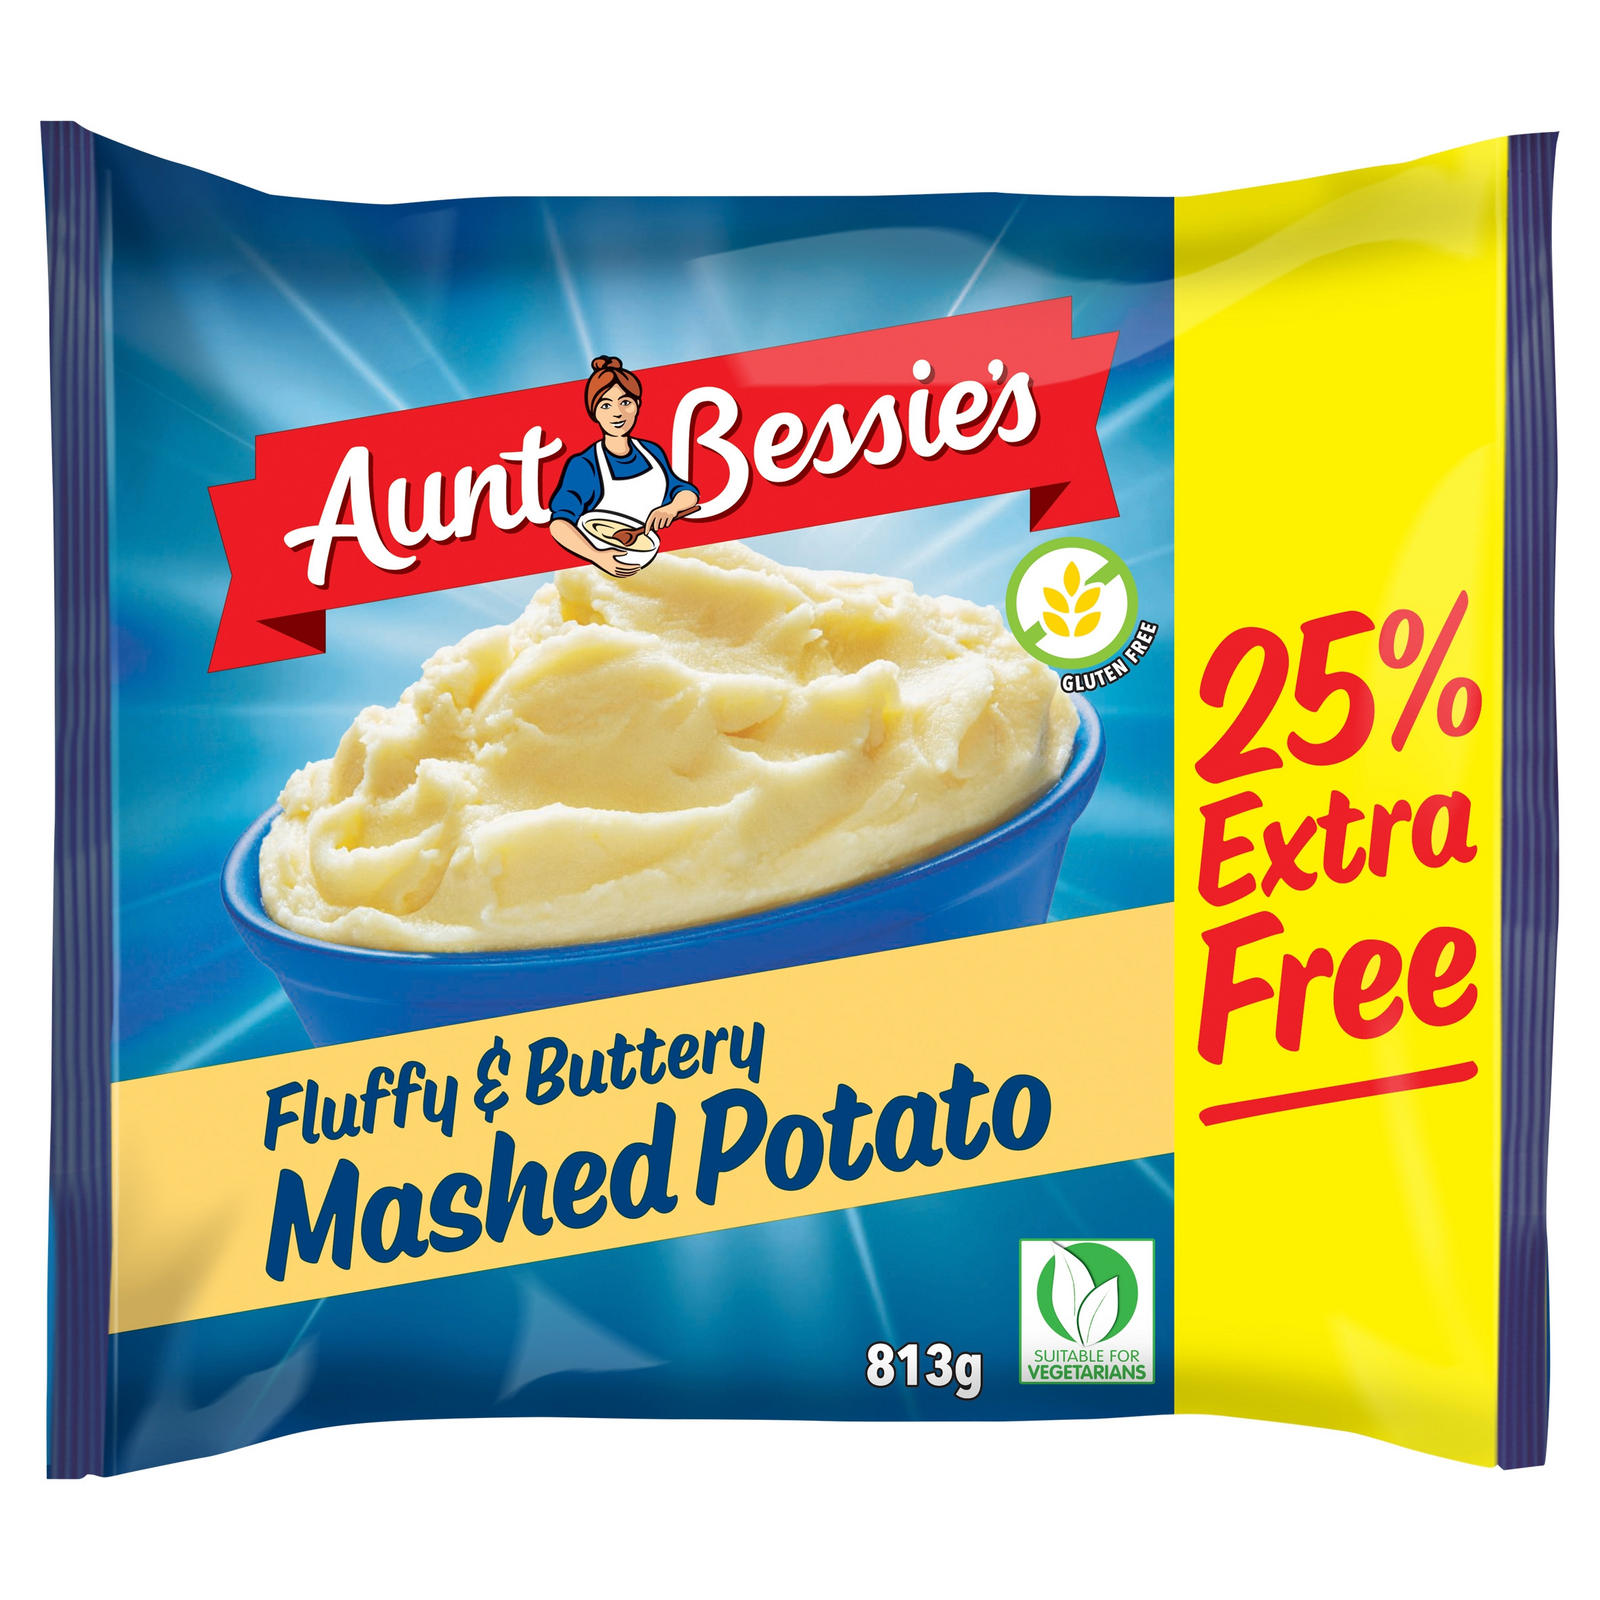 Aunt Bessie's
GLUTEN FREE
25%
Extra
Free
Fluffy & Buttery
Mashed Potato
813g
SUITABLE FOR
VEGETARIANS